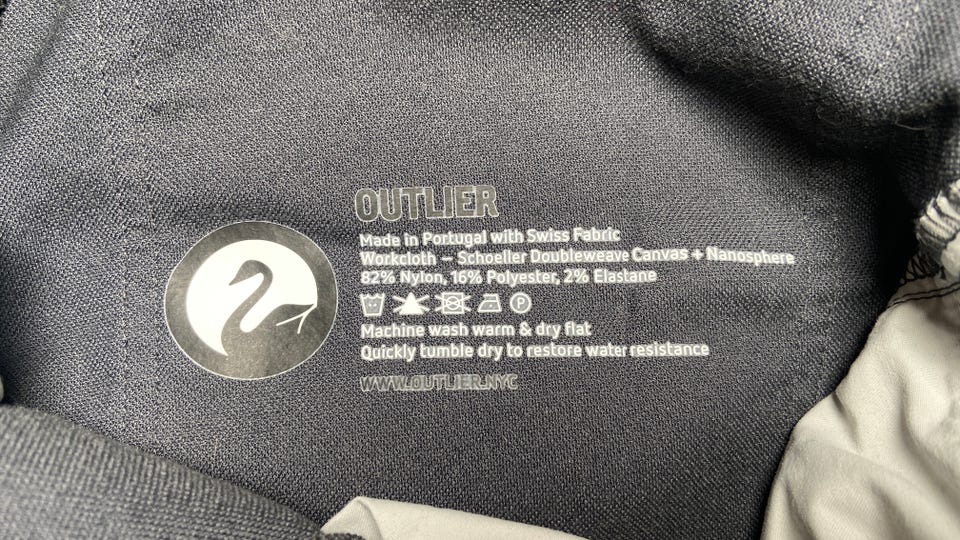 OUTLIER
Made in Portugal with Swiss Fabric
Workcloth – Schoeller Doubleweave Canvas + Nanosphere
82% Nylon, 16% Polyester, 2% Elastane
P
Machine wash warm & dry flat
Quickly tumble dry to restore water resistance
WWW.OUTLIER.NYC